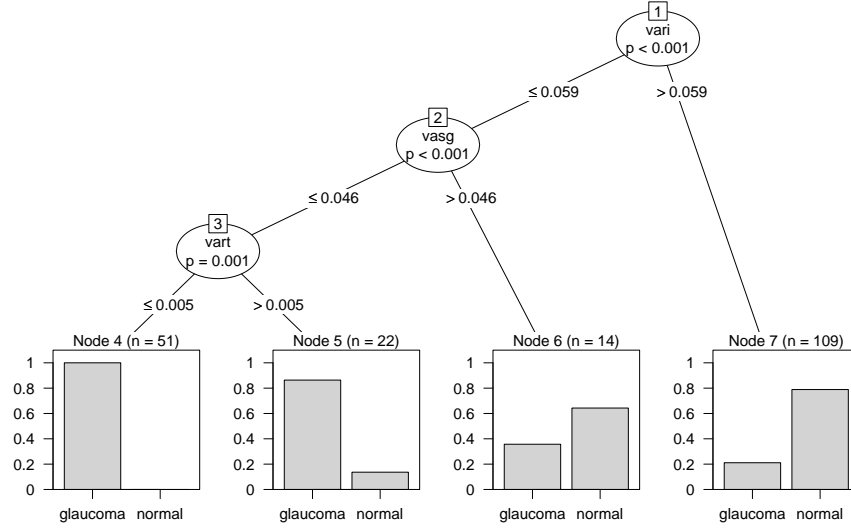 1
vari
p < 0.001
≤ 0.059
> 0.059
2
vasg
p < 0.001
≤ 0.046
> 0.046
3
vart
p = 0.001
≤ 0.005
> 0.005
Node 4 (n = 51)
1
0.8
0.6
0.4
0.2
0
glaucoma normal
Node 5 (n = 22)
1
0.8
0.6
0.4
0.2
0
glaucoma normal
Node 6 (n = 14)
1
0.8
0.6
0.4
0.2
0
glaucoma normal
Node 7 (n = 109)
1
0.8
0.6
0.4
0.2
0
glaucoma normal